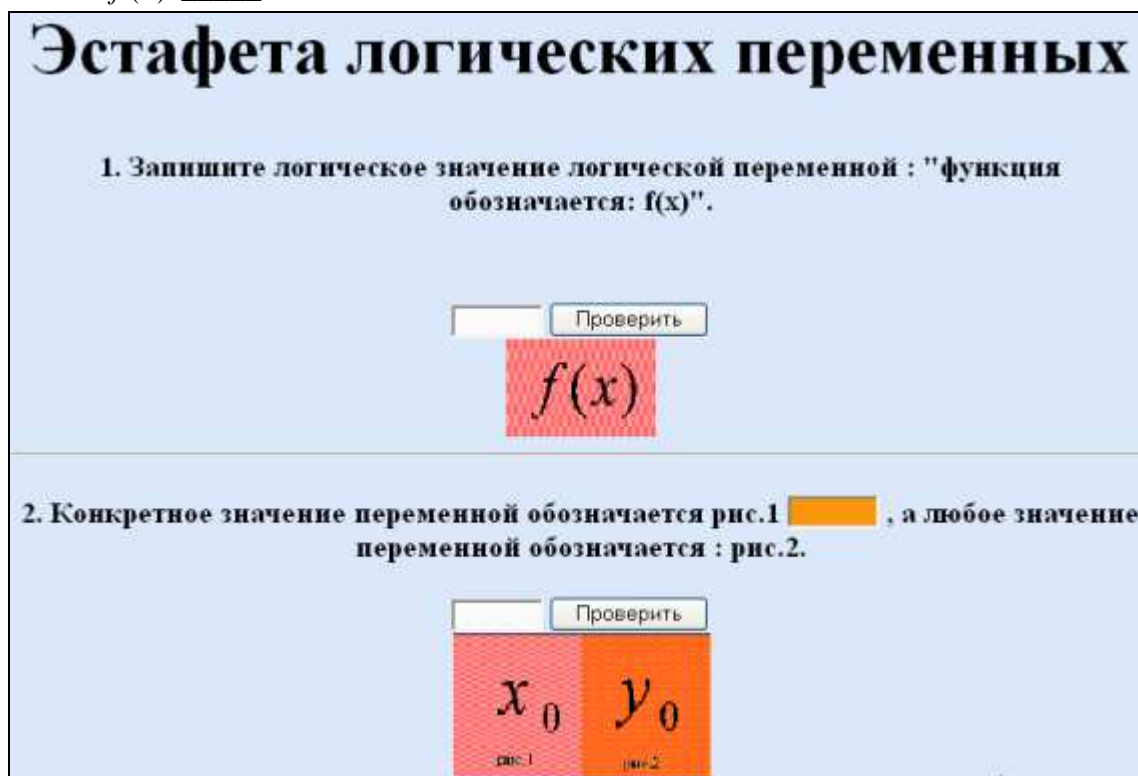 Эстафета логических переменных
1. Запишите логическое значение логической переменной : "функция
обозначается: f(x)".
Проверить
f(x)
2. Конкретное значение переменной обозначается рис.1 , а любое значение
переменной обозначается : рис.2.
Проверить
x₀ y₀
рис.1 рис.2